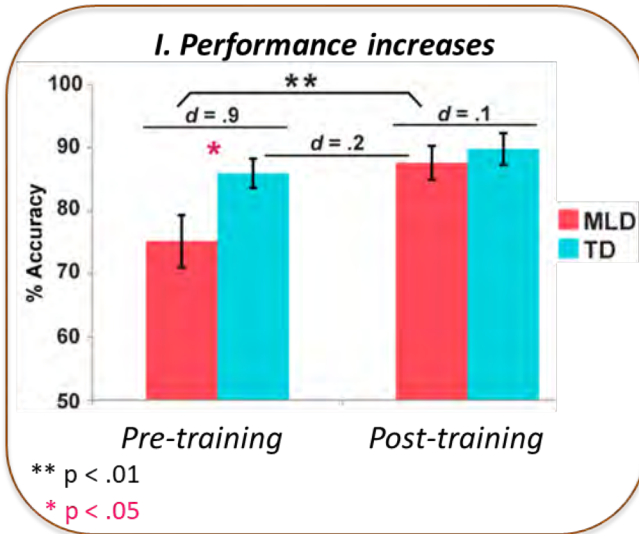 I. Performance increases
100
**
d = .9
d = .1
90
*
d = .2
80
% Accuracy
MLD
TD
70
60
50
Pre-training Post-training
** p < .01
* p < .05